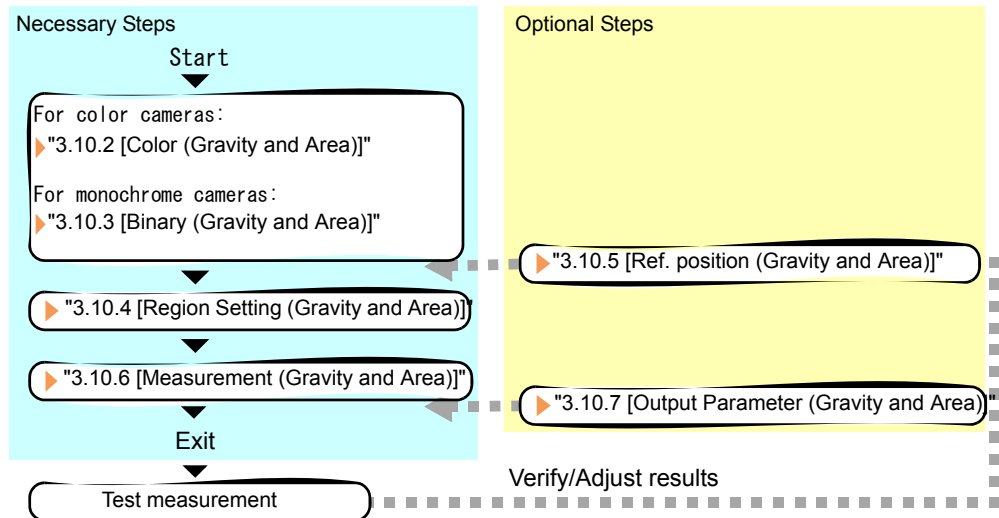 Necessary Steps
Start
For color cameras:
"3.10.2 [Color (Gravity and Area)]"
For monochrome cameras:
"3.10.3 [Binary (Gravity and Area)]"
"3.10.4 [Region Setting (Gravity and Area)]"
"3.10.6 [Measurement (Gravity and Area)]"
Exit
Test measurement
Optional Steps
"3.10.5 [Ref. position (Gravity and Area)]"
"3.10.7 [Output Parameter (Gravity and Area)]"
Verify/Adjust results